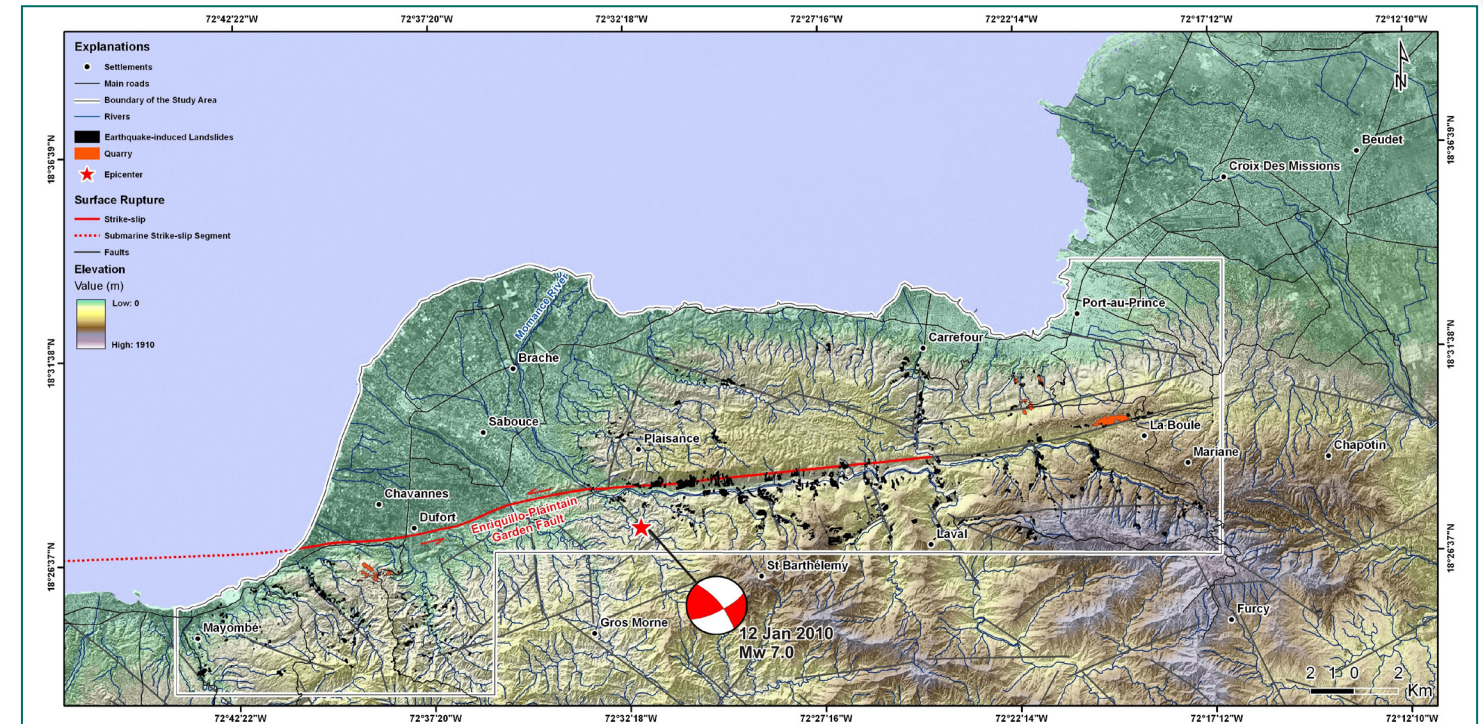 72°42'22"W 72°37'20"W 72°32'18"W 72°27'16"W 72°22'14"W 72°17'12"W 72°12'10"W
Explanations
Settlements
Main roads
Boundary of the Study Area
Rivers
Earthquake-induced Landslides
Quarry
Epicenter
Surface Rupture
Strike-slip
Submarine Strike-slip Segment
Faults
Elevation
Value (m)
Low: 0
High: 1910
N
18°36'39"N
18°36'39"N
18°31'38"N
18°31'38"N
18°26'37"N
18°26'37"N
Beudet
Croix Des Missions
Port-au-Prince
Momance River
Carrefour
Brache
Sabouce
Plaisance
La Boule
Mariane
Chapotin
Chavannes
Dufort
Enriquillo-Plaintain
Garden Fault
Laval
St Barthélemy
Mayombé
Gros Morne
Furcy
12 Jan 2010
Mw 7.0
2 1 0 2
Km
72°42'22"W 72°37'20"W 72°32'18"W 72°27'16"W 72°22'14"W 72°17'12"W 72°12'10"W